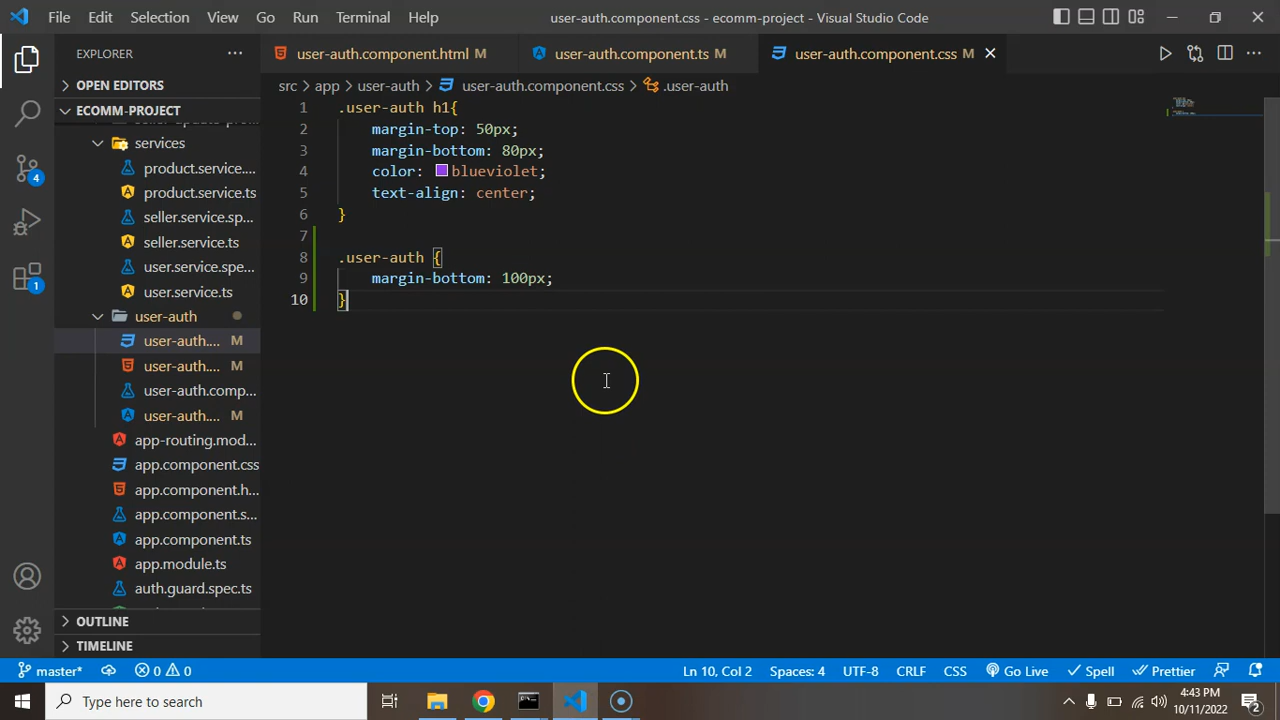 File Edit Selection View Go Run Terminal Help user-auth.component.css - ecomm-project - Visual Studio Code
EXPLORER
OPEN EDITORS
ECOMM-PROJECT
services
product.service....
product.service.ts
seller.service.sp...
seller.service.ts
user.service.spe...
user.service.ts
user-auth
user-auth.... M
user-auth.... M
user-auth.comp...
user-auth.... M
app-routing.mod...
app.component.css
app.component.h...
app.component.s...
app.component.ts
app.module.ts
auth.guard.spec.ts
OUTLINE
TIMELINE
4
1
user-auth.component.html M user-auth.component.ts M user-auth.component.css M
src > app > user-auth > user-auth.component.css > .user-auth
1 .user-auth h1{
2 margin-top: 50px;
3 margin-bottom: 80px;
4 color: blueviolet;
5 text-align: center;
6 }
7
8 .user-auth {
9 margin-bottom: 100px;
10 }
master* 0 0 Ln 10, Col 2 Spaces: 4 UTF-8 CRLF CSS Go Live Spell Prettier
Type here to search
4:43 PM
10/11/2022
2